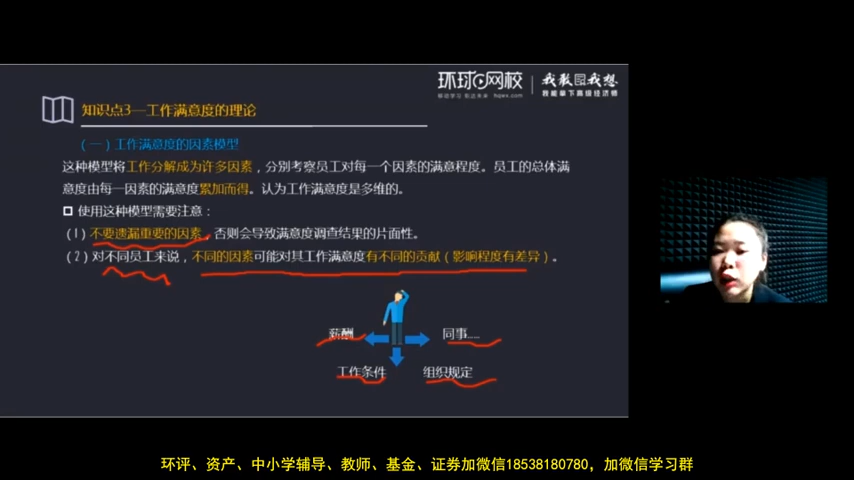 环球网校
我敢囯我想
hqwx.com
我能拿下高级经济师
知识点3—工作满意度的理论
(一)工作满意度的因素模型
这种模型将工作分解成为许多因素，分别考察员工对每一个因素的满意程度。员工的总体满
意度由每一因素的满意度累加而得。认为工作满意度是多维的。
使用这种模型需要注意：
(1)不要遗漏重要的因素，否则会导致满意度调查结果的片面性。
(2)对不同员工来说，不同的因素可能对其工作满意度有不同的贡献(影响程度有差异)。
薪酬
同事……
工作条件
组织规定
环评、资产、中小学辅导、教师、基金、证券加微信18538180780，加微信学习群